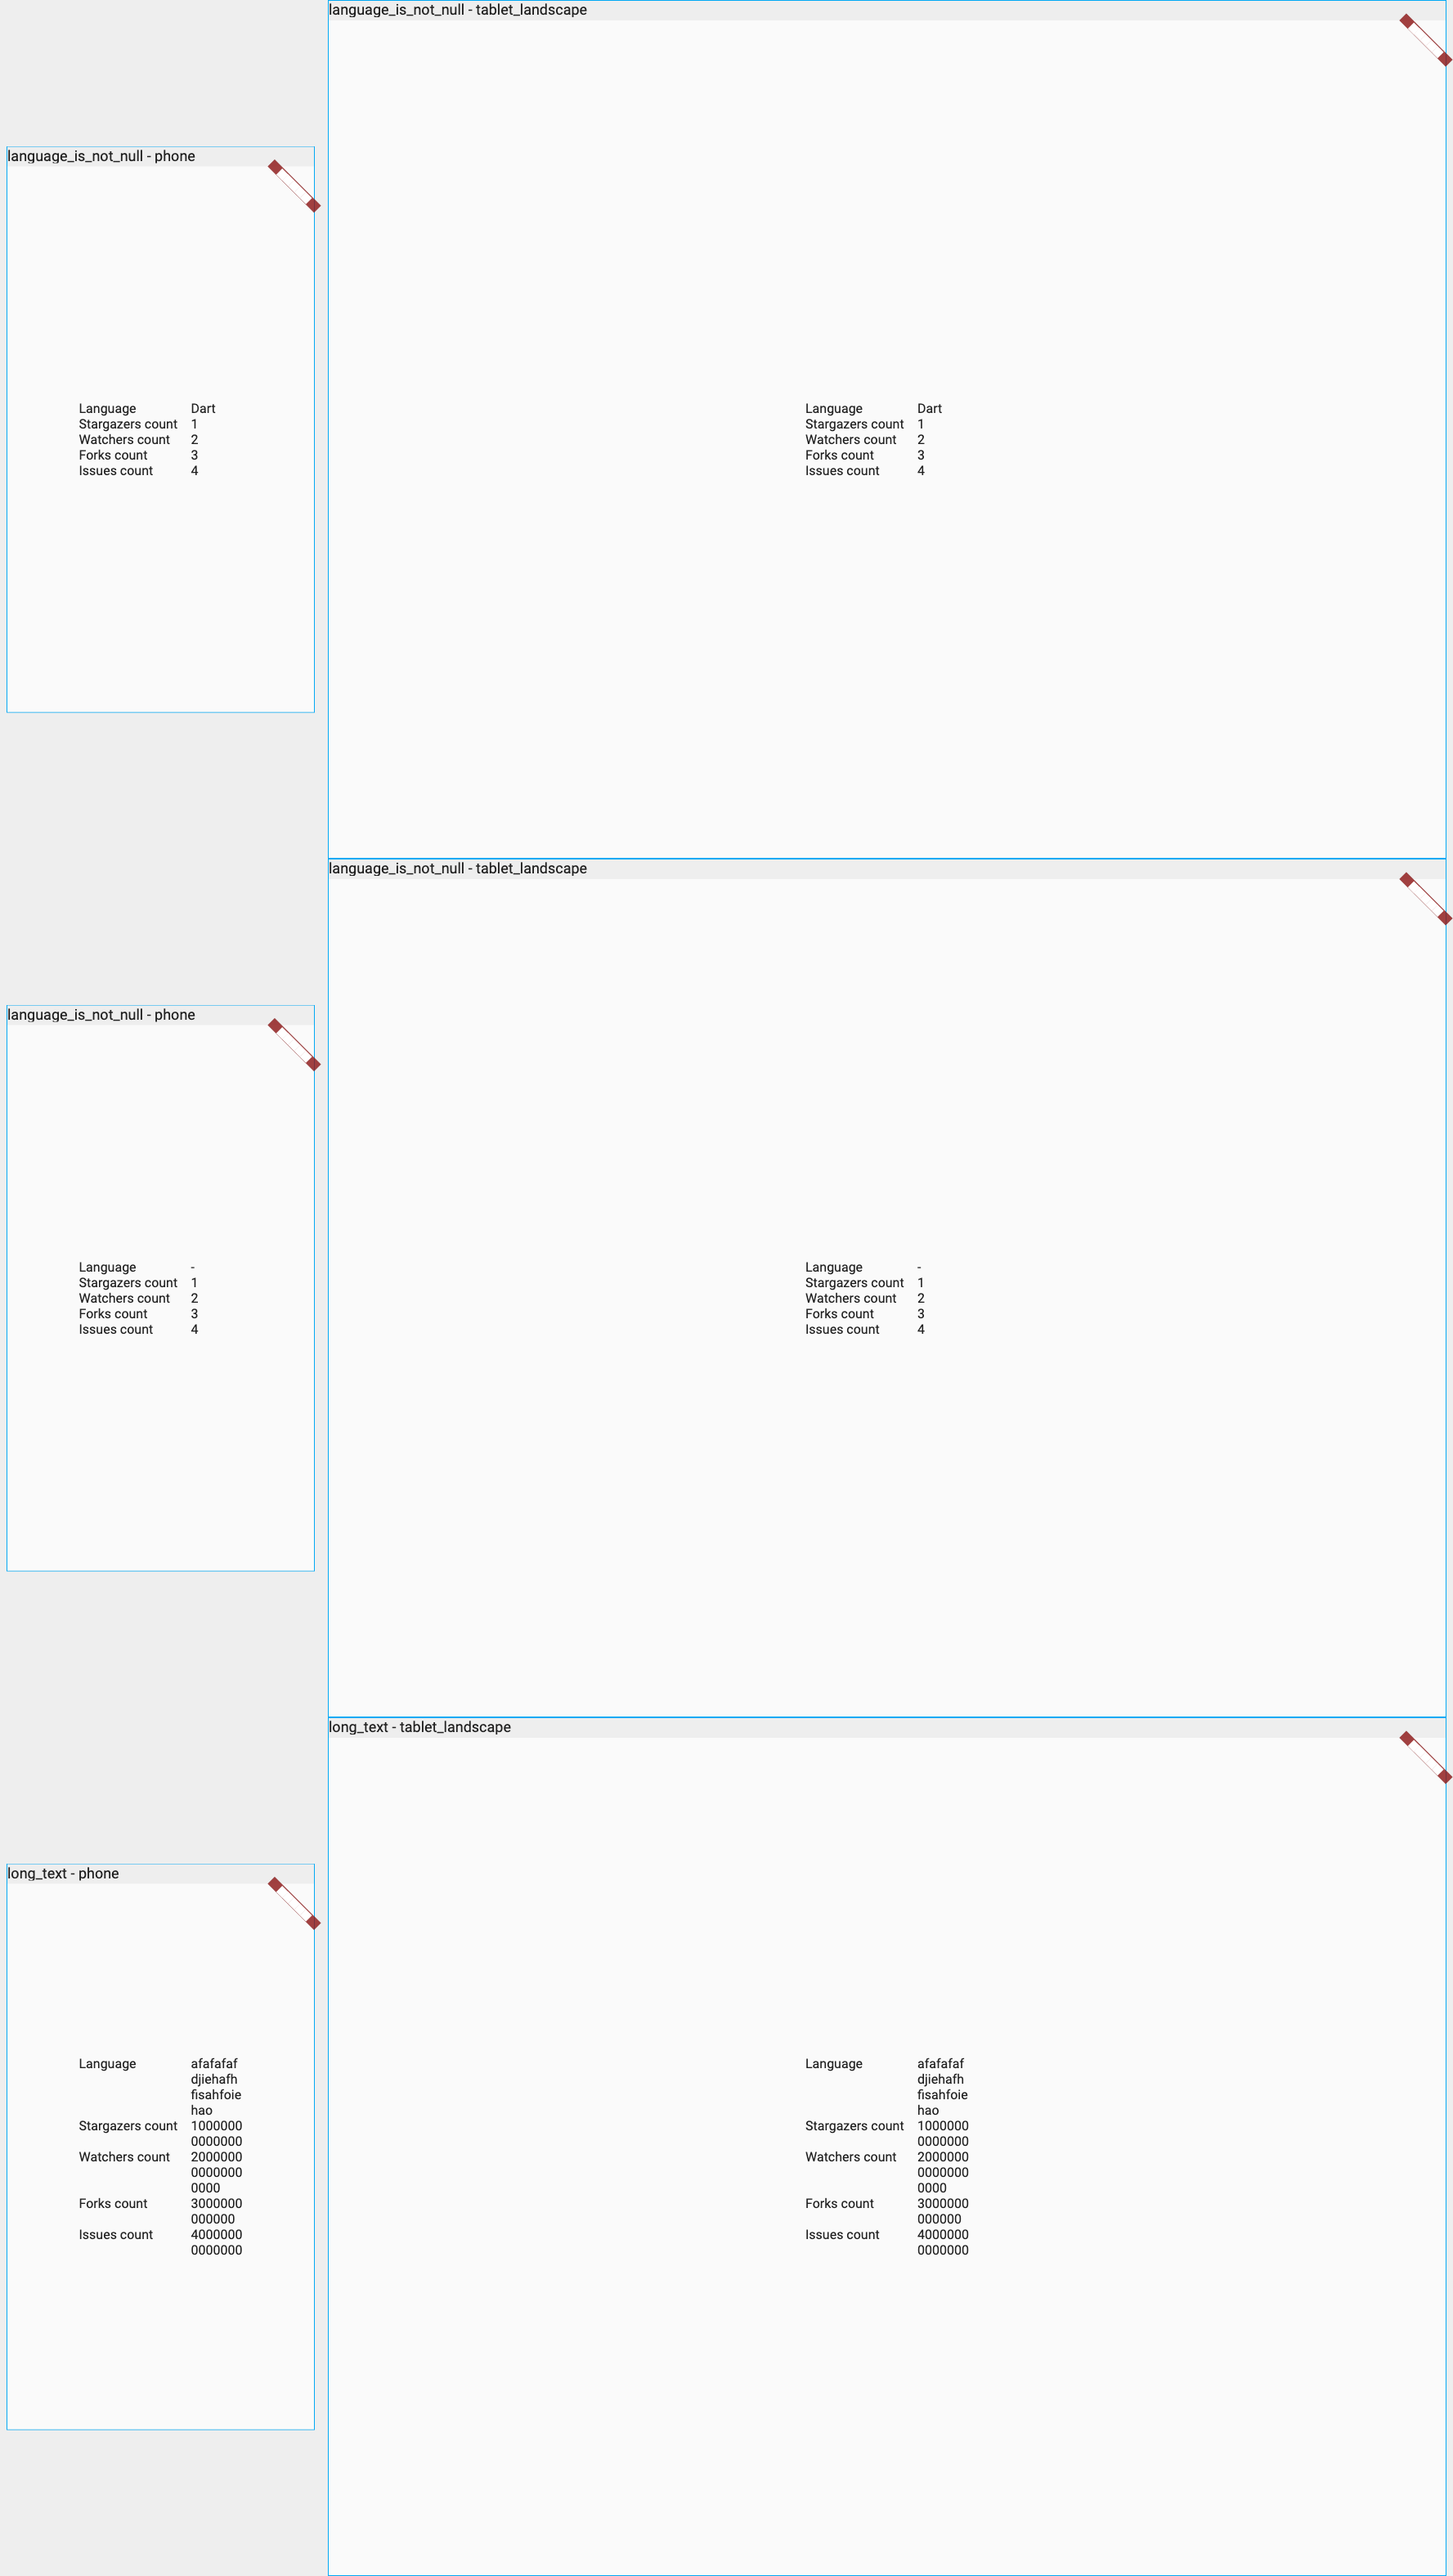 language_is_not_null - tablet_landscape
language_is_not_null - phone
Language Dart
Stargazers count 1
Watchers count 2
Forks count 3
Issues count 4
Language Dart
Stargazers count 1
Watchers count 2
Forks count 3
Issues count 4
language_is_not_null - tablet_landscape
language_is_not_null - phone
Language -
Stargazers count 1
Watchers count 2
Forks count 3
Issues count 4
Language -
Stargazers count 1
Watchers count 2
Forks count 3
Issues count 4
long_text - tablet_landscape
long_text - phone
Language afafafaf
djiehafh
fisahfoie
hao
Stargazers count 1000000
0000000
Watchers count 2000000
0000000
0000
Forks count 3000000
000000
Issues count 4000000
0000000
Language afafafaf
djiehafh
fisahfoie
hao
Stargazers count 1000000
0000000
Watchers count 2000000
0000000
0000
Forks count 3000000
000000
Issues count 4000000
0000000